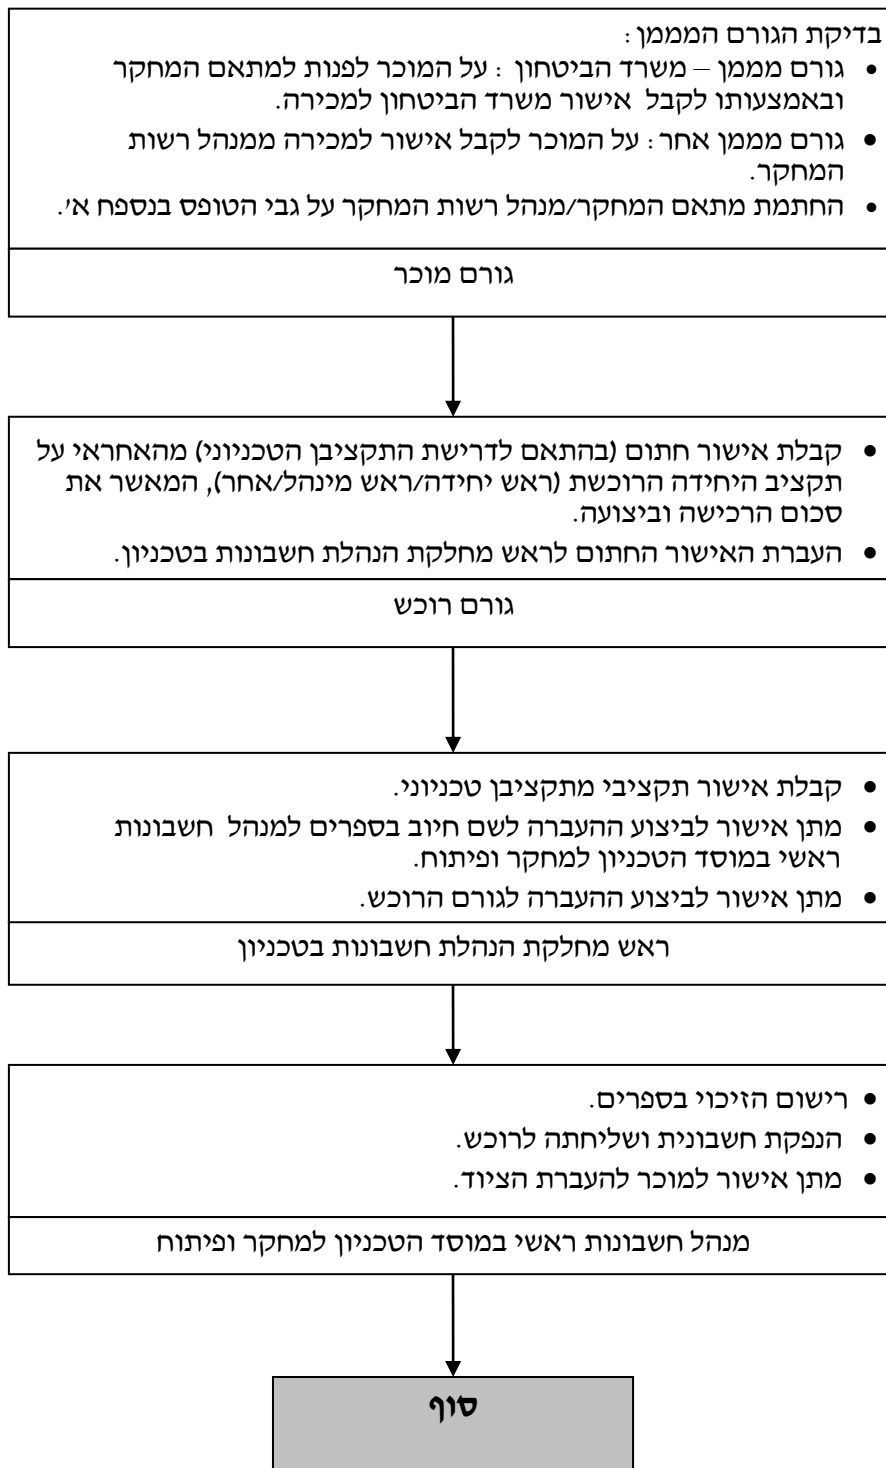 בדיקת הגורם המממן:
• גורם מממן – משרד הביטחון : על המוכר לפנות למתאם המחקר
ובאמצעותו לקבל אישור משרד הביטחון למכירה.
• גורם מממן אחר: על המוכר לקבל אישור למכירה ממנהל רשות
המחקר.
• החתמת מתאם המחקר/מנהל רשות המחקר על גבי הטופס בנספח א'.
גורם מוכר
• קבלת אישור חתום (בהתאם לדרישת התקציבן הטכניוני) מהאחראי על
תקציב היחידה הרוכשת (ראש יחידה/ראש מינהל/אחר), המאשר את
סכום הרכישה וביצועה.
• העברת האישור החתום לראש מחלקת הנהלת חשבונות בטכניון.
גורם רוכש
• קבלת אישור תקציבי מתקציבן טכניוני.
• מתן אישור לביצוע ההעברה לשם חיוב בספרים למנהל חשבונות
ראשי במוסד הטכניון למחקר ופיתוח.
• מתן אישור לביצוע ההעברה לגורם הרוכש.
ראש מחלקת הנהלת חשבונות בטכניון
• רישום הזיכוי בספרים.
• הנפקת חשבונית ושליחתה לרוכש.
• מתן אישור למוכר להעברת הציוד.
מנהל חשבונות ראשי במוסד הטכניון למחקר ופיתוח
סוף